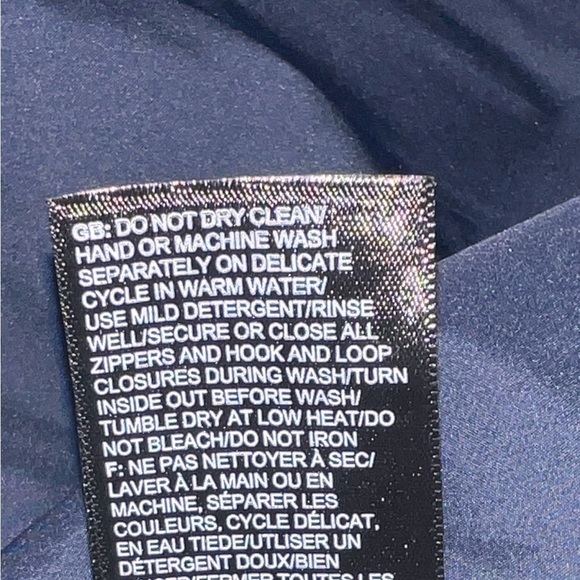 GB: DO NOT DRY CLEAN/
HAND OR MACHINE WASH
SEPARATELY ON DELICATE
CYCLE IN WARM WATER/
USE MILD DETERGENT/RINSE
WELL/SECURE OR CLOSE ALL
ZIPPERS AND HOOK AND LOOP
CLOSURES DURING WASH/TURN
INSIDE OUT BEFORE WASH/
TUMBLE DRY AT LOW HEAT/DO
NOT BLEACH/DO NOT IRON
F: NE PAS NETTOYER À SEC/
LAVER À LA MAIN OU EN
MACHINE, SÉPARER LES
COULEURS, CYCLE DÉLICAT,
EN EAU TIEDE/UTILISER UN
DÉTERGENT DOUX/BIEN
TOUTES LES